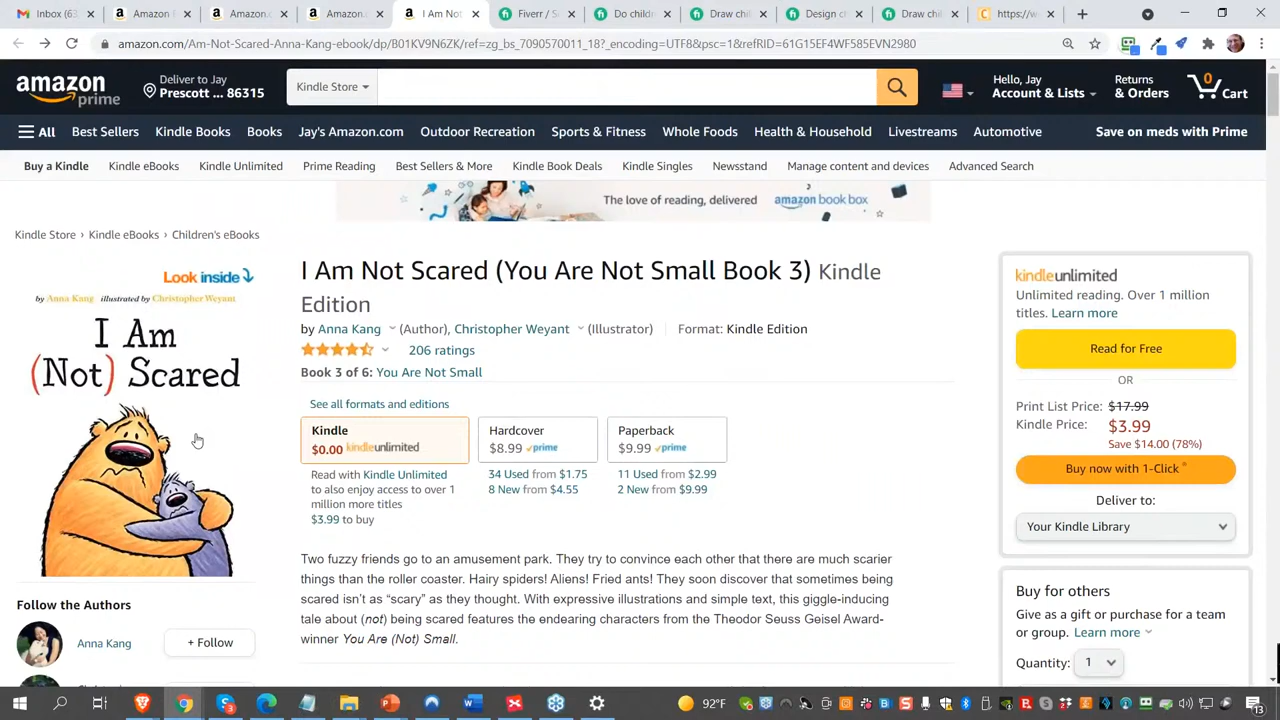 Inbox (63
Amazon
Amazon.c
Amazon.
I Am Not
Fiverr / S
Do childr
Draw chil
Design c
Draw chil
https://w
amazon.com/Am-Not-Scared-Anna-Kang-ebook/dp/B01KVRN6ZK/ref=zg_bs_7009570011_18?_encoding=UTF8&psc=1&refRID=61G15EF4WF585EVN2980
amazon prime
Deliver to Jay
Prescott ... 86315
Kindle Store
Hello, Jay
Account & Lists
Returns
& Orders
0
Cart
All Best Sellers Kindle Books Books Jay's Amazon.com Outdoor Recreation Sports & Fitness Whole Foods Health & Household Livestreams Automotive Save on meds with Prime
Buy a Kindle Kindle eBooks Kindle Unlimited Prime Reading Best Sellers & More Kindle Book Deals Kindle Singles Newsstand Manage content and devices Advanced Search
The love of reading, delivered amazon book box
Kindle Store › Kindle eBooks › Children's eBooks
Look inside
by Anna Kang illustrated by Christopher Weyant
I Am
(Not) Scared
Follow the Authors
Anna Kang
+ Follow
I Am Not Scared (You Are Not Small Book 3) Kindle
Edition
by Anna Kang (Author), Christopher Weyant (Illustrator) Format: Kindle Edition
206 ratings
Book 3 of 6: You Are Not Small
See all formats and editions
Kindle
$0.00 kindleunlimited
Read with Kindle Unlimited
to also enjoy access to over 1
million more titles
$3.99 to buy
Hardcover
$8.99 prime
34 Used from $1.75
8 New from $4.55
Paperback
$9.99 prime
11 Used from $2.99
2 New from $9.99
Two fuzzy friends go to an amusement park. They try to convince each other that there are much scarier
things than the roller coaster. Hairy spiders! Aliens! Fried ants! They soon discover that sometimes being
scared isn't as “scary” as they thought. With expressive illustrations and simple text, this giggle-inducing
tale about (not) being scared features the endearing characters from the Theodor Seuss Geisel Award-
winner You Are (Not) Small.
kindleunlimited
Unlimited reading. Over 1 million
titles. Learn more
Read for Free
OR
Print List Price: $17.99
Kindle Price: $3.99
Save $14.00 (78%)
Buy now with 1-Click
Deliver to:
Your Kindle Library
Buy for others
Give as a gift or purchase for a team
or group. Learn more
Quantity: 1
92°F
13